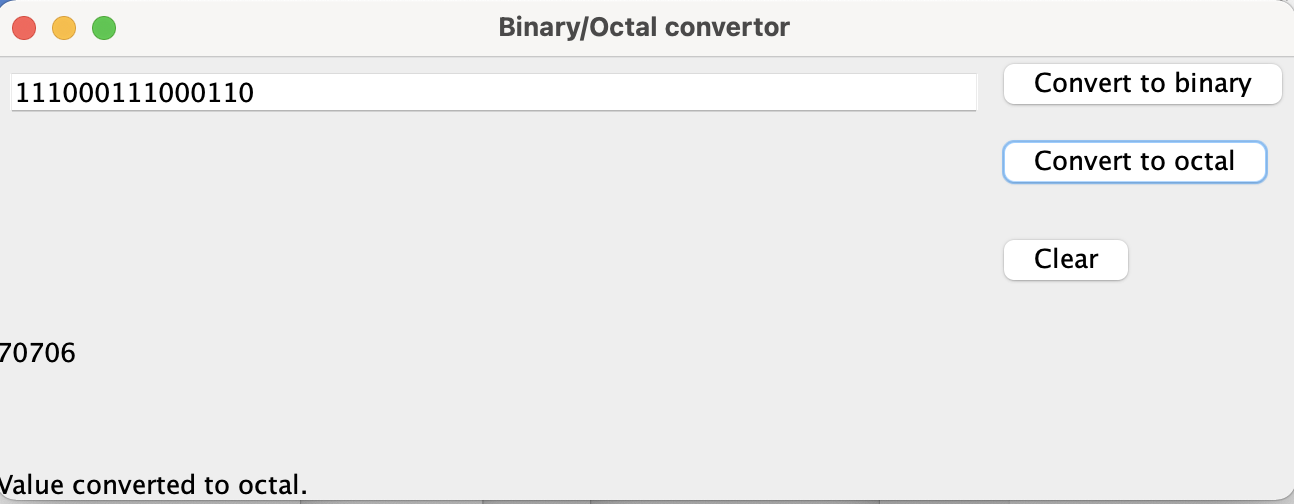 Binary/Octal convertor
111000111000110
Convert to binary
Convert to octal
Clear
70706
Value converted to octal.